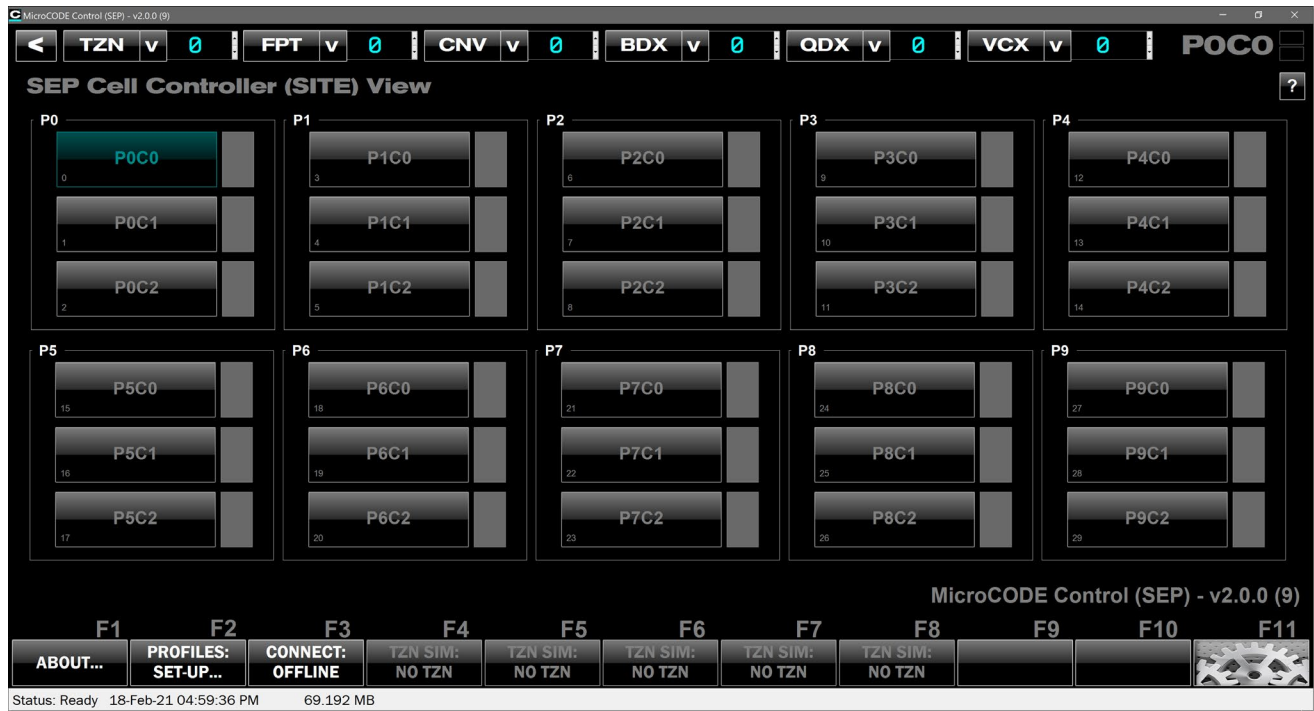 MicroCODE Control (SEP) - v2.0.0 (9)
< TZN v 0 FPT v 0 CNV v 0 BDX v 0 QDX v 0 VCX v 0 P0C0
SEP Cell Controller (SITE) View ?
P0 P1 P2 P3 P4
P0C0 P1C0 P2C0 P3C0 P4C0
0 3 6 9 12
P0C1 P1C1 P2C1 P3C1 P4C1
1 4 7 10 13
P0C2 P1C2 P2C2 P3C2 P4C2
2 5 8 11 14
P5 P6 P7 P8 P9
P5C0 P6C0 P7C0 P8C0 P9C0
15 18 21 24 27
P5C1 P6C1 P7C1 P8C1 P9C1
16 19 22 25 28
P5C2 P6C2 P7C2 P8C2 P9C2
17 20 23 26 29
MicroCODE Control (SEP) - v2.0.0 (9)
F1 F2 F3 F4 F5 F6 F7 F8 F9 F10 F11
ABOUT... PROFILES: CONNECT: TZN SIM: TZN SIM: TZN SIM: TZN SIM: TZN SIM:
SET-UP... OFFLINE NO TZN NO TZN NO TZN NO TZN NO TZN
Status: Ready 18-Feb-21 04:59:36 PM 69.192 MB